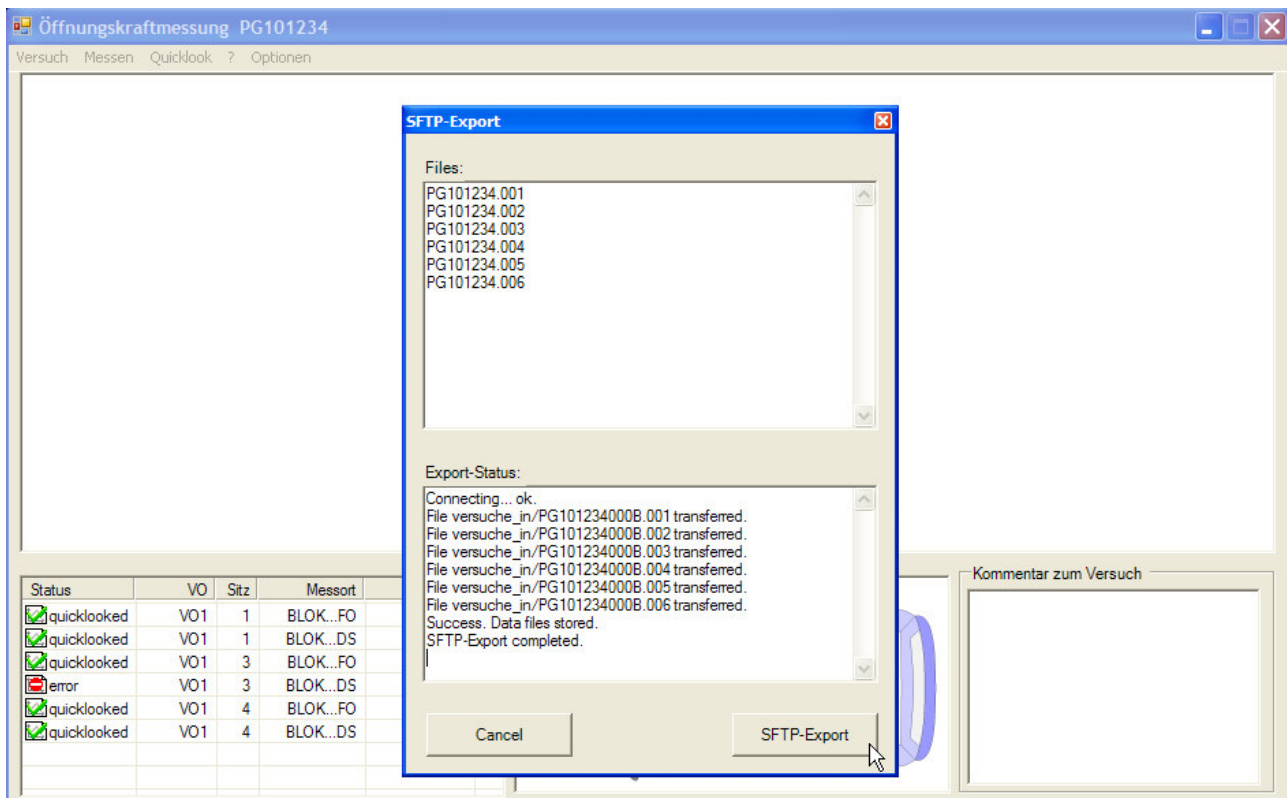 Öffnungskraftmessung PG101234
Versuch Messen Quicklook ? Optionen
SFTP-Export
Files:
PG101234.001
PG101234.002
PG101234.003
PG101234.004
PG101234.005
PG101234.006
Export-Status:
Connecting... ok.
File versuche_in/PG101234000B.001 transferred.
File versuche_in/PG101234000B.002 transferred.
File versuche_in/PG101234000B.003 transferred.
File versuche_in/PG101234000B.004 transferred.
File versuche_in/PG101234000B.005 transferred.
File versuche_in/PG101234000B.006 transferred.
Success. Data files stored.
SFTP-Export completed.
Cancel SFTP-Export
Status VO Sitz Messort
quicklooked VO1 1 BLOK...FO
quicklooked VO1 1 BLOK...DS
quicklooked VO1 3 BLOK...FO
error VO1 3 BLOK...DS
quicklooked VO1 4 BLOK...FO
quicklooked VO1 4 BLOK...DS
Kommentar zum Versuch